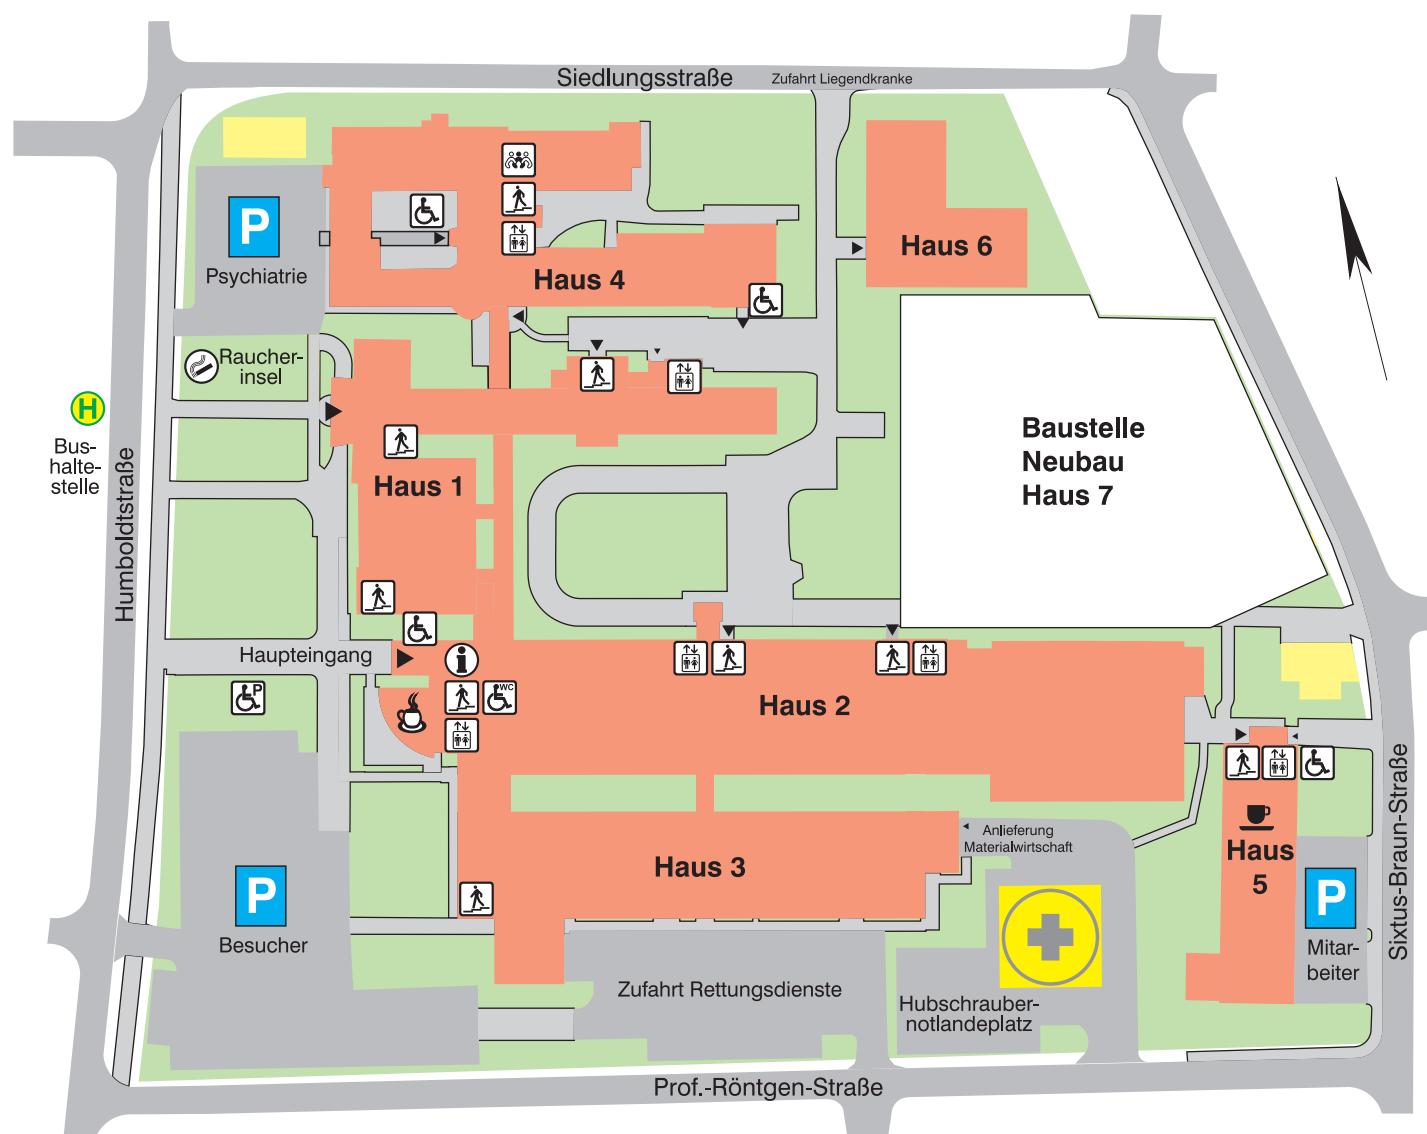 Siedlungsstraße
Zufahrt Liegendkranke
P
Psychiatrie
Haus 6
Haus 4
Raucher-
insel
H
Bus-
halte-
stelle
Humboldtstraße
Baustelle
Neubau
Haus 7
Haus 1
Haupteingang
i
WC
P
Haus 2
Haus 3
Anlieferung
Materialwirtschaft
Haus
5
P
Besucher
P
Mitar-
beiter
Sixtus-Braun-Straße
Zufahrt Rettungsdienste
Hubschrauber-
notlandeplatz
Prof.-Röntgen-Straße